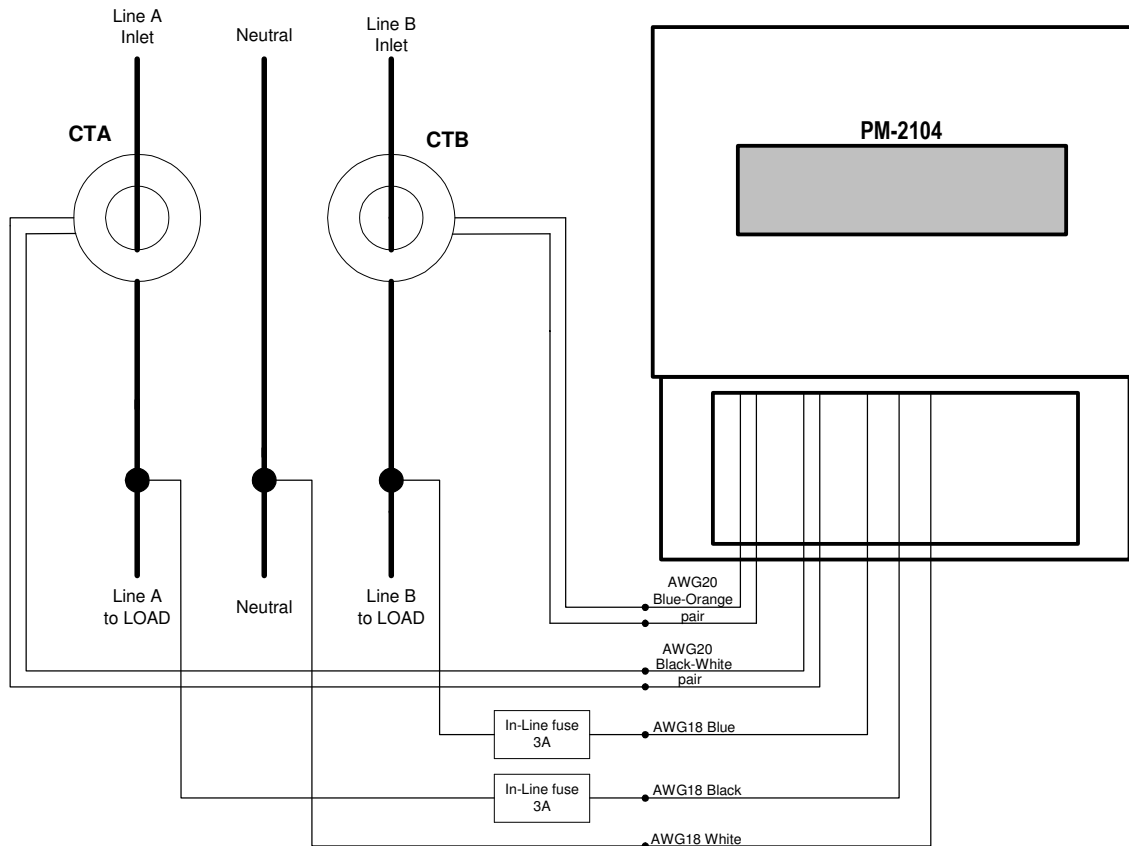 Line A
Inlet
Neutral
Line B
Inlet
CTA
CTB
PM-2104
Line A
to LOAD
Neutral
Line B
to LOAD
AWG20
Blue-Orange
pair
AWG20
Black-White
pair
In-Line fuse
3A
AWG18 Blue
In-Line fuse
3A
AWG18 Black
AWG18 White